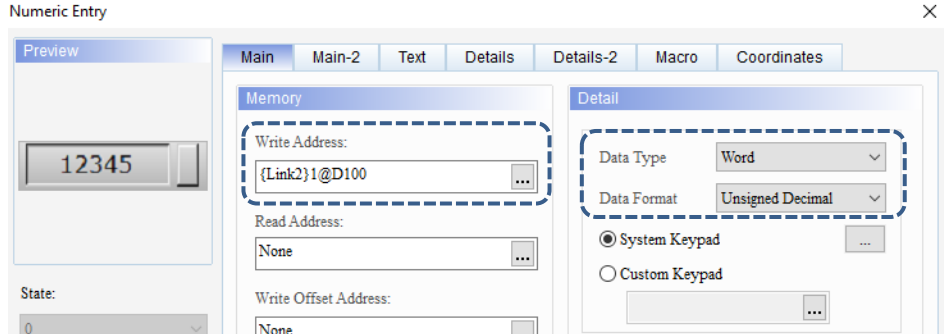 Numeric Entry
Preview
12345
State:
0
Main Main-2 Text Details Details-2 Macro Coordinates
Memory
Write Address:
{Link2}1@D100
...
Read Address:
None
...
Write Offset Address:
None
Detail
Data Type Word
Data Format Unsigned Decimal
System Keypad
...
Custom Keypad
...